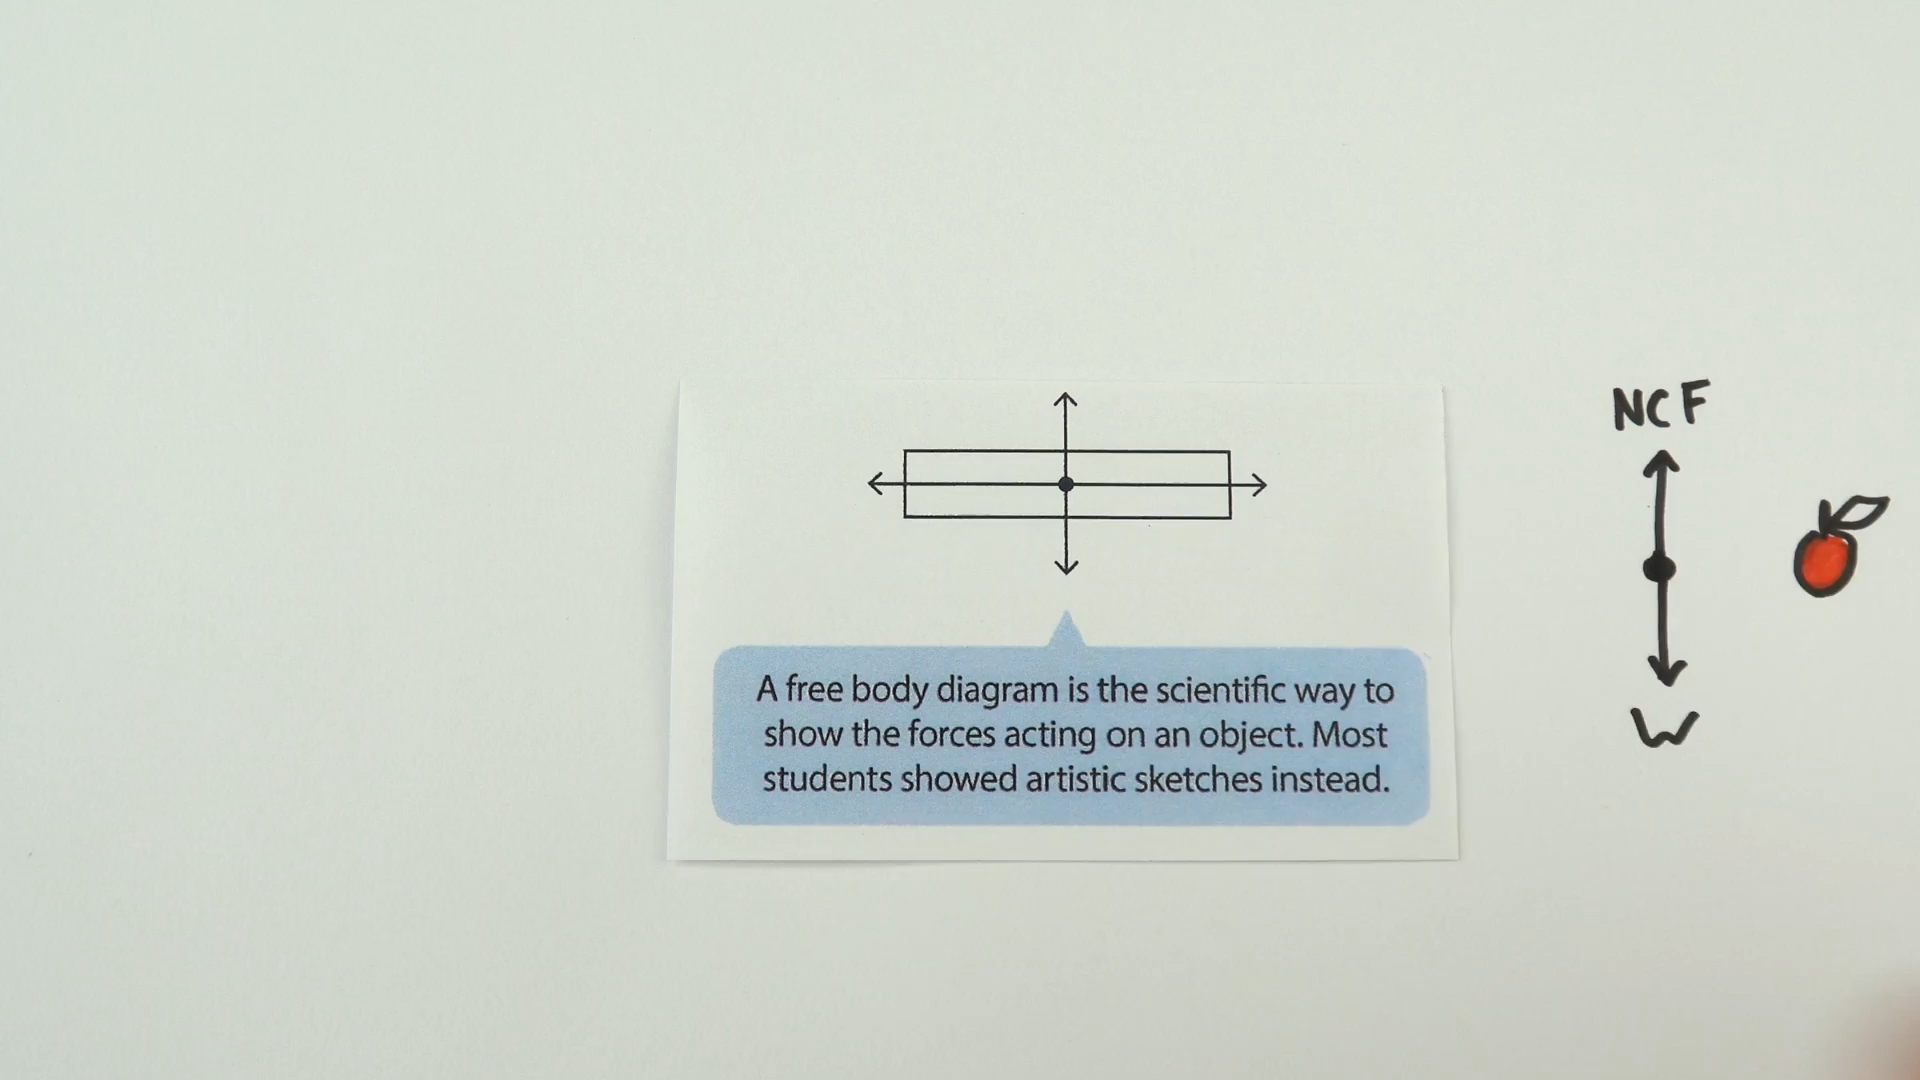 A free body diagram is the scientific way to
show the forces acting on an object. Most
students showed artistic sketches instead.
NCF
W